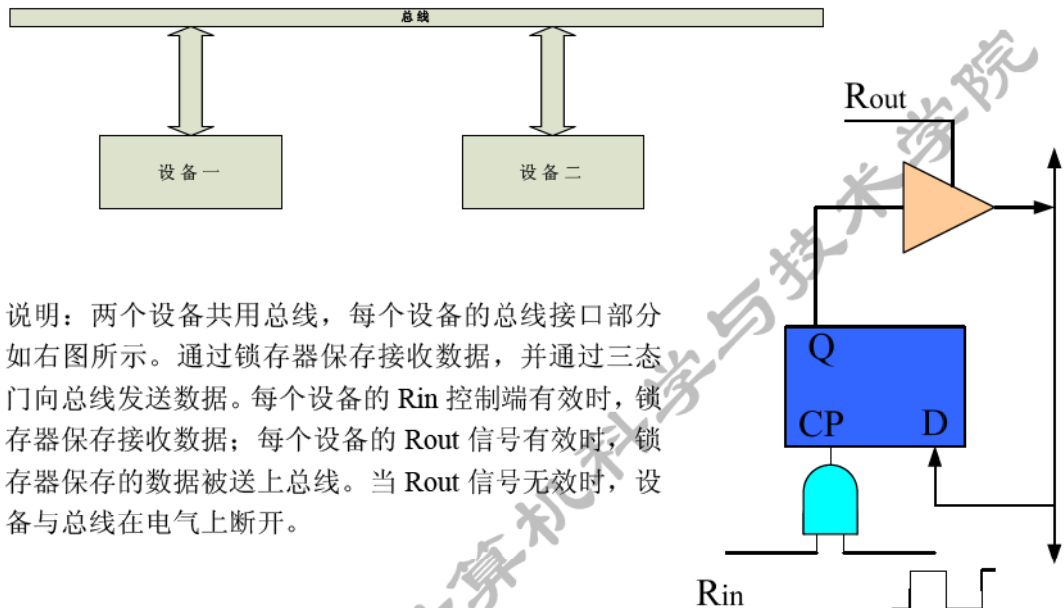 总线
设备一
设备二
Rout
说明：两个设备共用总线，每个设备的总线接口部分
如右图所示。通过锁存器保存接收数据，并通过三态
门向总线发送数据。每个设备的 Rin 控制端有效时，锁
存器保存接收数据；每个设备的 Rout 信号有效时，锁
存器保存的数据被送上总线。当 Rout 信号无效时，设
备与总线在电气上断开。
Q
CP D
Rin
算机科学与技术学院